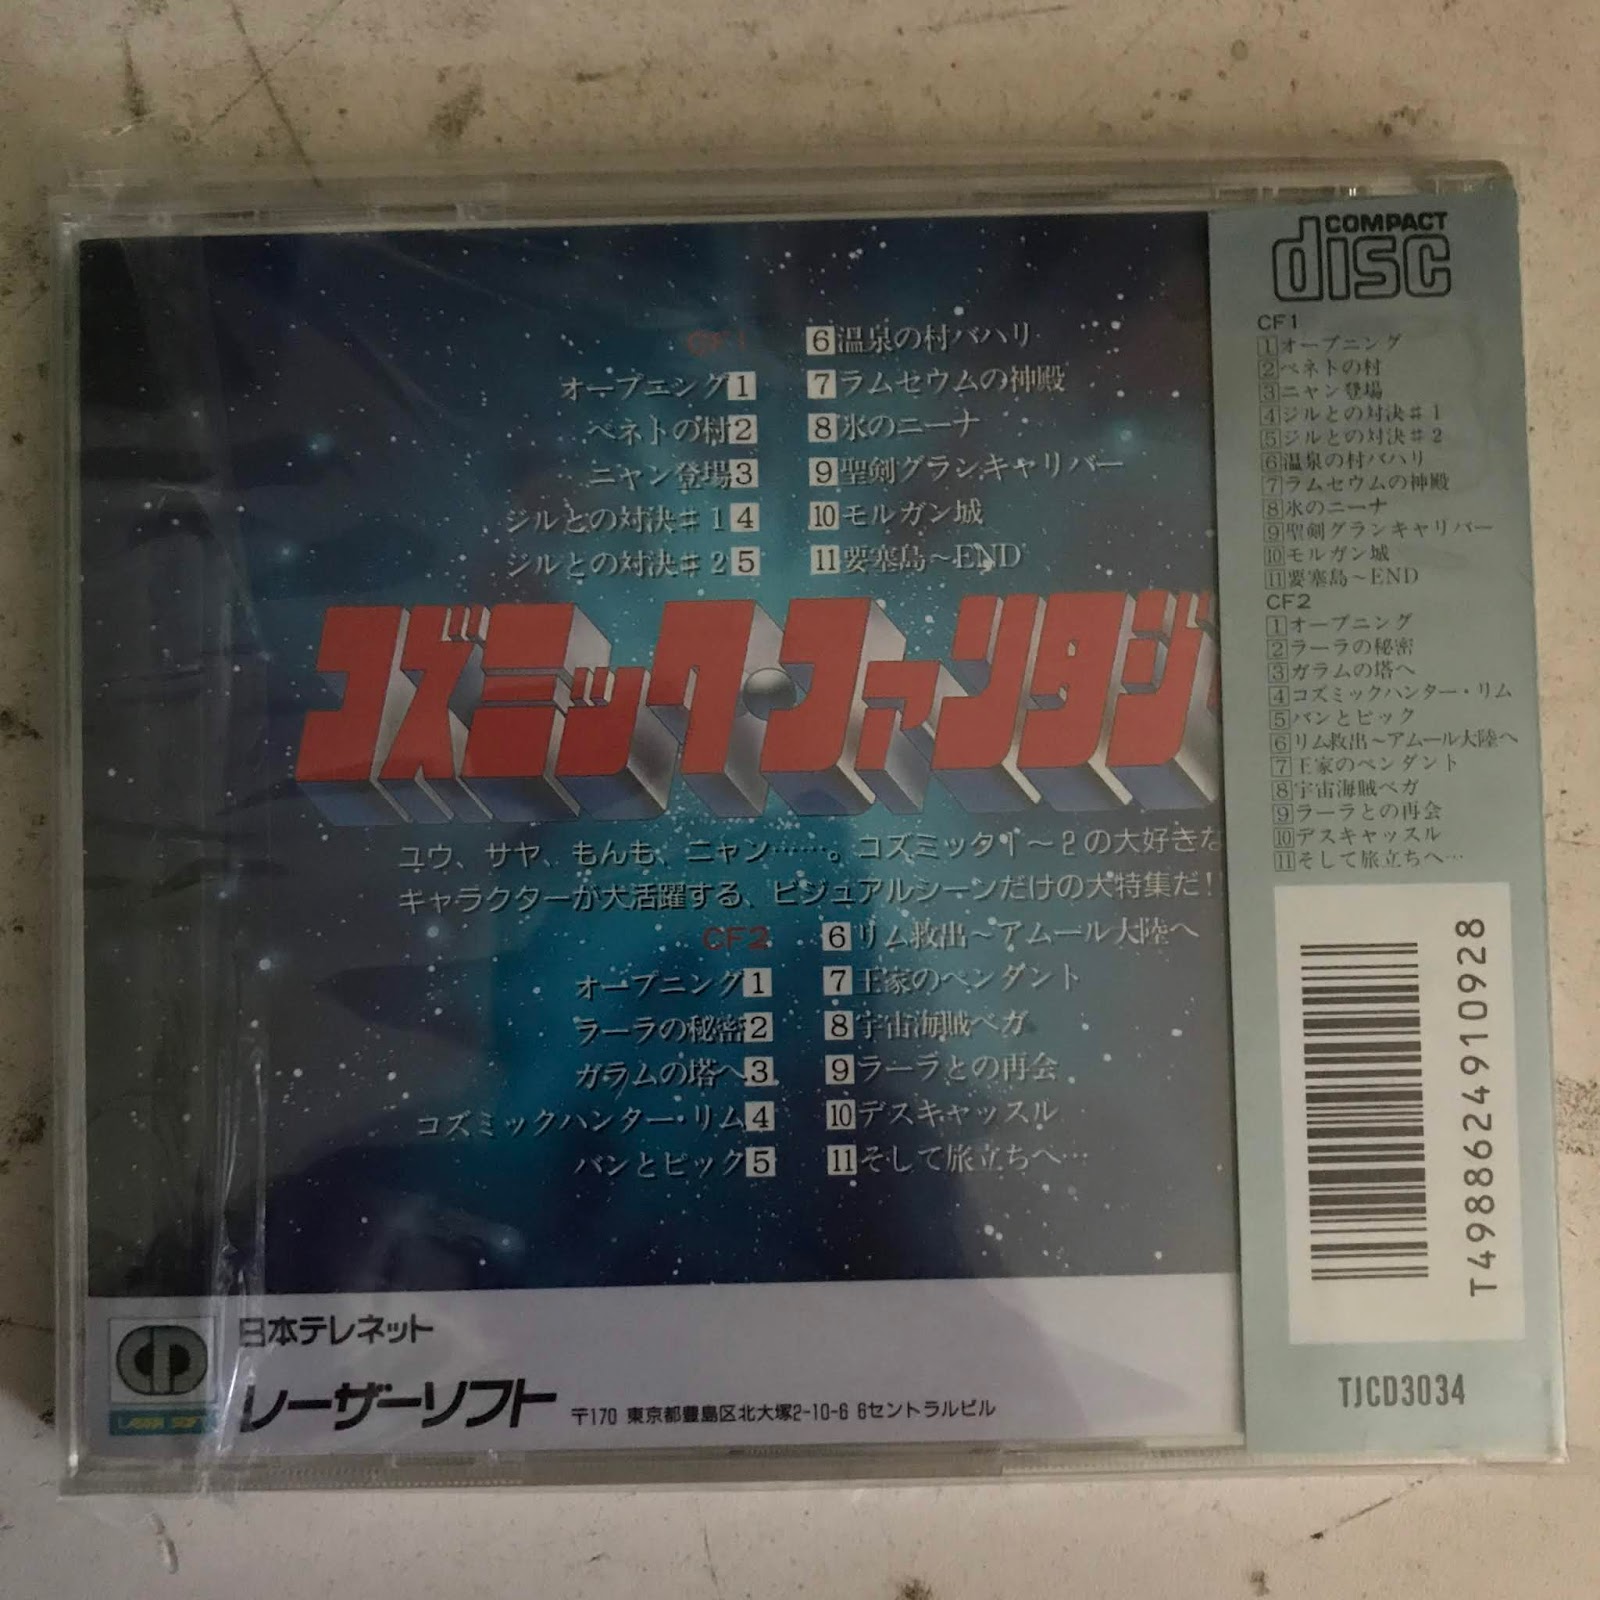 CF1
オープニング1
ペネトの村2
ニャン登場3
ジルとの対決#14
ジルとの対決#25
6温泉の村バハリ
7ラムセウムの神殿
8氷のニーナ
9聖剣グランキャリバー
10モルガン城
11要塞島〜END
コズミック・ファンタジ
ユウ、サヤ、もんも、ニャン……。コズミッタ1〜2の大好きな
キャラクターが大活躍する、ビジュアルシーンだけの大特集だ!!
CF2
オープニング1
ラーラの秘密2
ガラムの塔へ3
コズミックハンター・リム4
バンとピック5
6リム救出〜アムール大陸へ
7王家のペンダント
8宇宙海賊ベガ
9ラーラとの再会
10デスキャッスル
11そして旅立ちへ…
LASER SOFT
日本テレネット
レーザーソフト
〒170 東京都豊島区北大塚2-10-6 6セントラルビル
COMPACT
disc
CF1
1オープニング
2ペネトの村
3ニャン登場
4ジルとの対決#1
5ジルとの対決#2
6温泉の村バハリ
7ラムセウムの神殿
8氷のニーナ
9聖剣グランキャリバー
10モルガン城
11要塞島〜END
CF2
1オープニング
2ラーラの秘密
3ガラムの塔へ
4コズミックハンター・リム
5バンとピック
6リム救出〜アムール大陸へ
7王家のペンダント
8宇宙海賊ベガ
9ラーラとの再会
10デスキャッスル
11そして旅立ちへ…
T4988624910928
TJCD3034